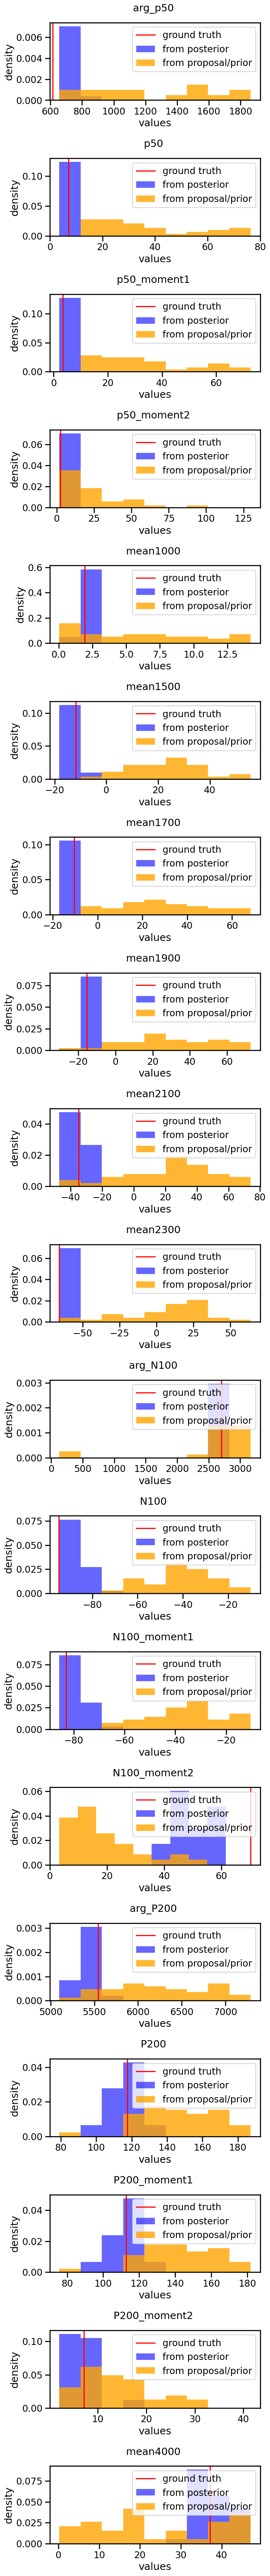 arg_p50
density
0.006
0.004
0.002
0.000
ground truth
from posterior
from proposal/prior
600 800 1000 1200 1400 1600 1800
values
p50
density
0.10
0.05
0.00
ground truth
from posterior
from proposal/prior
0 20 40 60 80
values
p50_moment1
density
0.10
0.05
0.00
ground truth
from posterior
from proposal/prior
0 20 40 60
values
p50_moment2
density
0.06
0.04
0.02
0.00
ground truth
from posterior
from proposal/prior
0 25 50 75 100 125
values
mean1000
density
0.6
0.4
0.2
0.0
ground truth
from posterior
from proposal/prior
0.0 2.5 5.0 7.5 10.0 12.5
values
mean1500
density
0.10
0.05
0.00
ground truth
from posterior
from proposal/prior
−20 0 20 40
values
mean1700
density
0.10
0.05
0.00
ground truth
from posterior
from proposal/prior
−20 0 20 40 60
values
mean1900
density
0.075
0.050
0.025
0.000
ground truth
from posterior
from proposal/prior
−20 0 20 40 60
values
mean2100
density
0.04
0.02
0.00
ground truth
from posterior
from proposal/prior
−40 −20 0 20 40 60 80
values
mean2300
density
0.06
0.04
0.02
0.00
ground truth
from posterior
from proposal/prior
−50 −25 0 25 50
values
arg_N100
density
0.003
0.002
0.001
0.000
ground truth
from posterior
from proposal/prior
0 500 1000 1500 2000 2500 3000
values
N100
density
0.075
0.050
0.025
0.000
ground truth
from posterior
from proposal/prior
−80 −60 −40 −20
values
N100_moment1
density
0.075
0.050
0.025
0.000
ground truth
from posterior
from proposal/prior
−80 −60 −40 −20
values
N100_moment2
density
0.06
0.04
0.02
0.00
ground truth
from posterior
from proposal/prior
0 20 40 60
values
arg_P200
density
0.003
0.002
0.001
0.000
ground truth
from posterior
from proposal/prior
5000 5500 6000 6500 7000
values
P200
density
0.04
0.02
0.00
ground truth
from posterior
from proposal/prior
80 100 120 140 160 180
values
P200_moment1
density
0.04
0.02
0.00
ground truth
from posterior
from proposal/prior
80 100 120 140 160 180
values
P200_moment2
density
0.10
0.05
0.00
ground truth
from posterior
from proposal/prior
10 20 30 40
values
mean4000
density
0.075
0.050
0.025
0.000
ground truth
from posterior
from proposal/prior
0 10 20 30 40
values